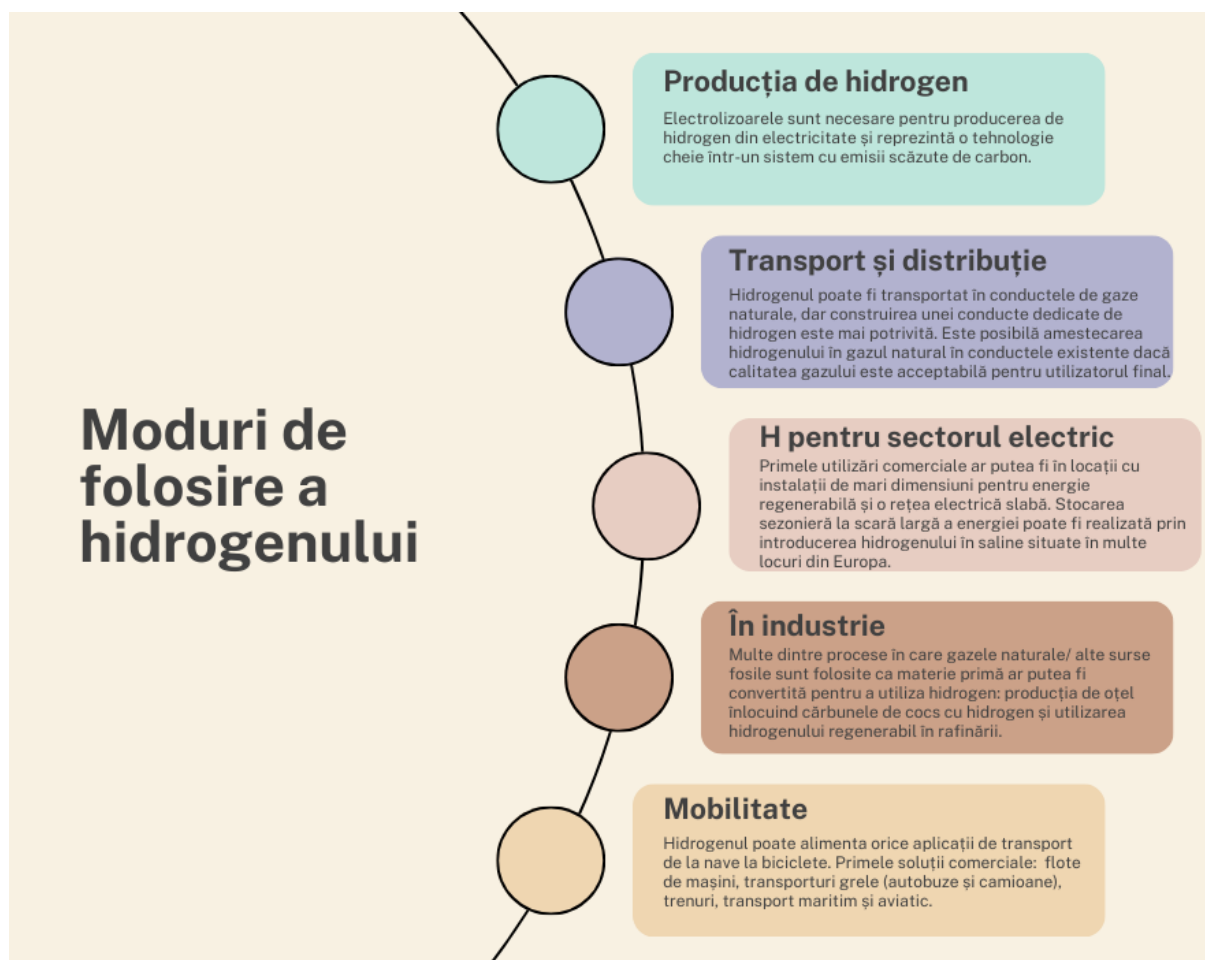 Moduri de
folosire a
hidrogenului
Producția de hidrogen
Electrolizoarele sunt necesare pentru producerea de
hidrogen din electricitate și reprezintă o tehnologie
cheie într-un sistem cu emisii scăzute de carbon.
Transport și distribuție
Hidrogenul poate fi transportat în conductele de gaze
naturale, dar construirea unei conducte dedicate de
hidrogen este mai potrivită. Este posibilă amestecarea
hidrogenului în gazul natural în conductele existente dacă
calitatea gazului este acceptabilă pentru utilizatorul final.
H pentru sectorul electric
Primele utilizări comerciale ar putea fi în locații cu
instalații de mari dimensiuni pentru energie
regenerabilă și o rețea electrică slabă. Stocarea
sezonieră la scară largă a energiei poate fi realizată prin
introducerea hidrogenului în saline situate în multe
locuri din Europa.
În industrie
Multe dintre procese în care gazele naturale/ alte surse
fosile sunt folosite ca materie primă ar putea fi
convertită pentru a utiliza hidrogen: producția de oțel
înlocuind cărbunele de cocs cu hidrogen și utilizarea
hidrogenului regenerabil în rafinării.
Mobilitate
Hidrogenul poate alimenta orice aplicații de transport
de la nave la biciclete. Primele soluții comerciale:  flote
de mașini, transporturi grele (autobuze și camioane),
trenuri, transport maritim și aviatic.